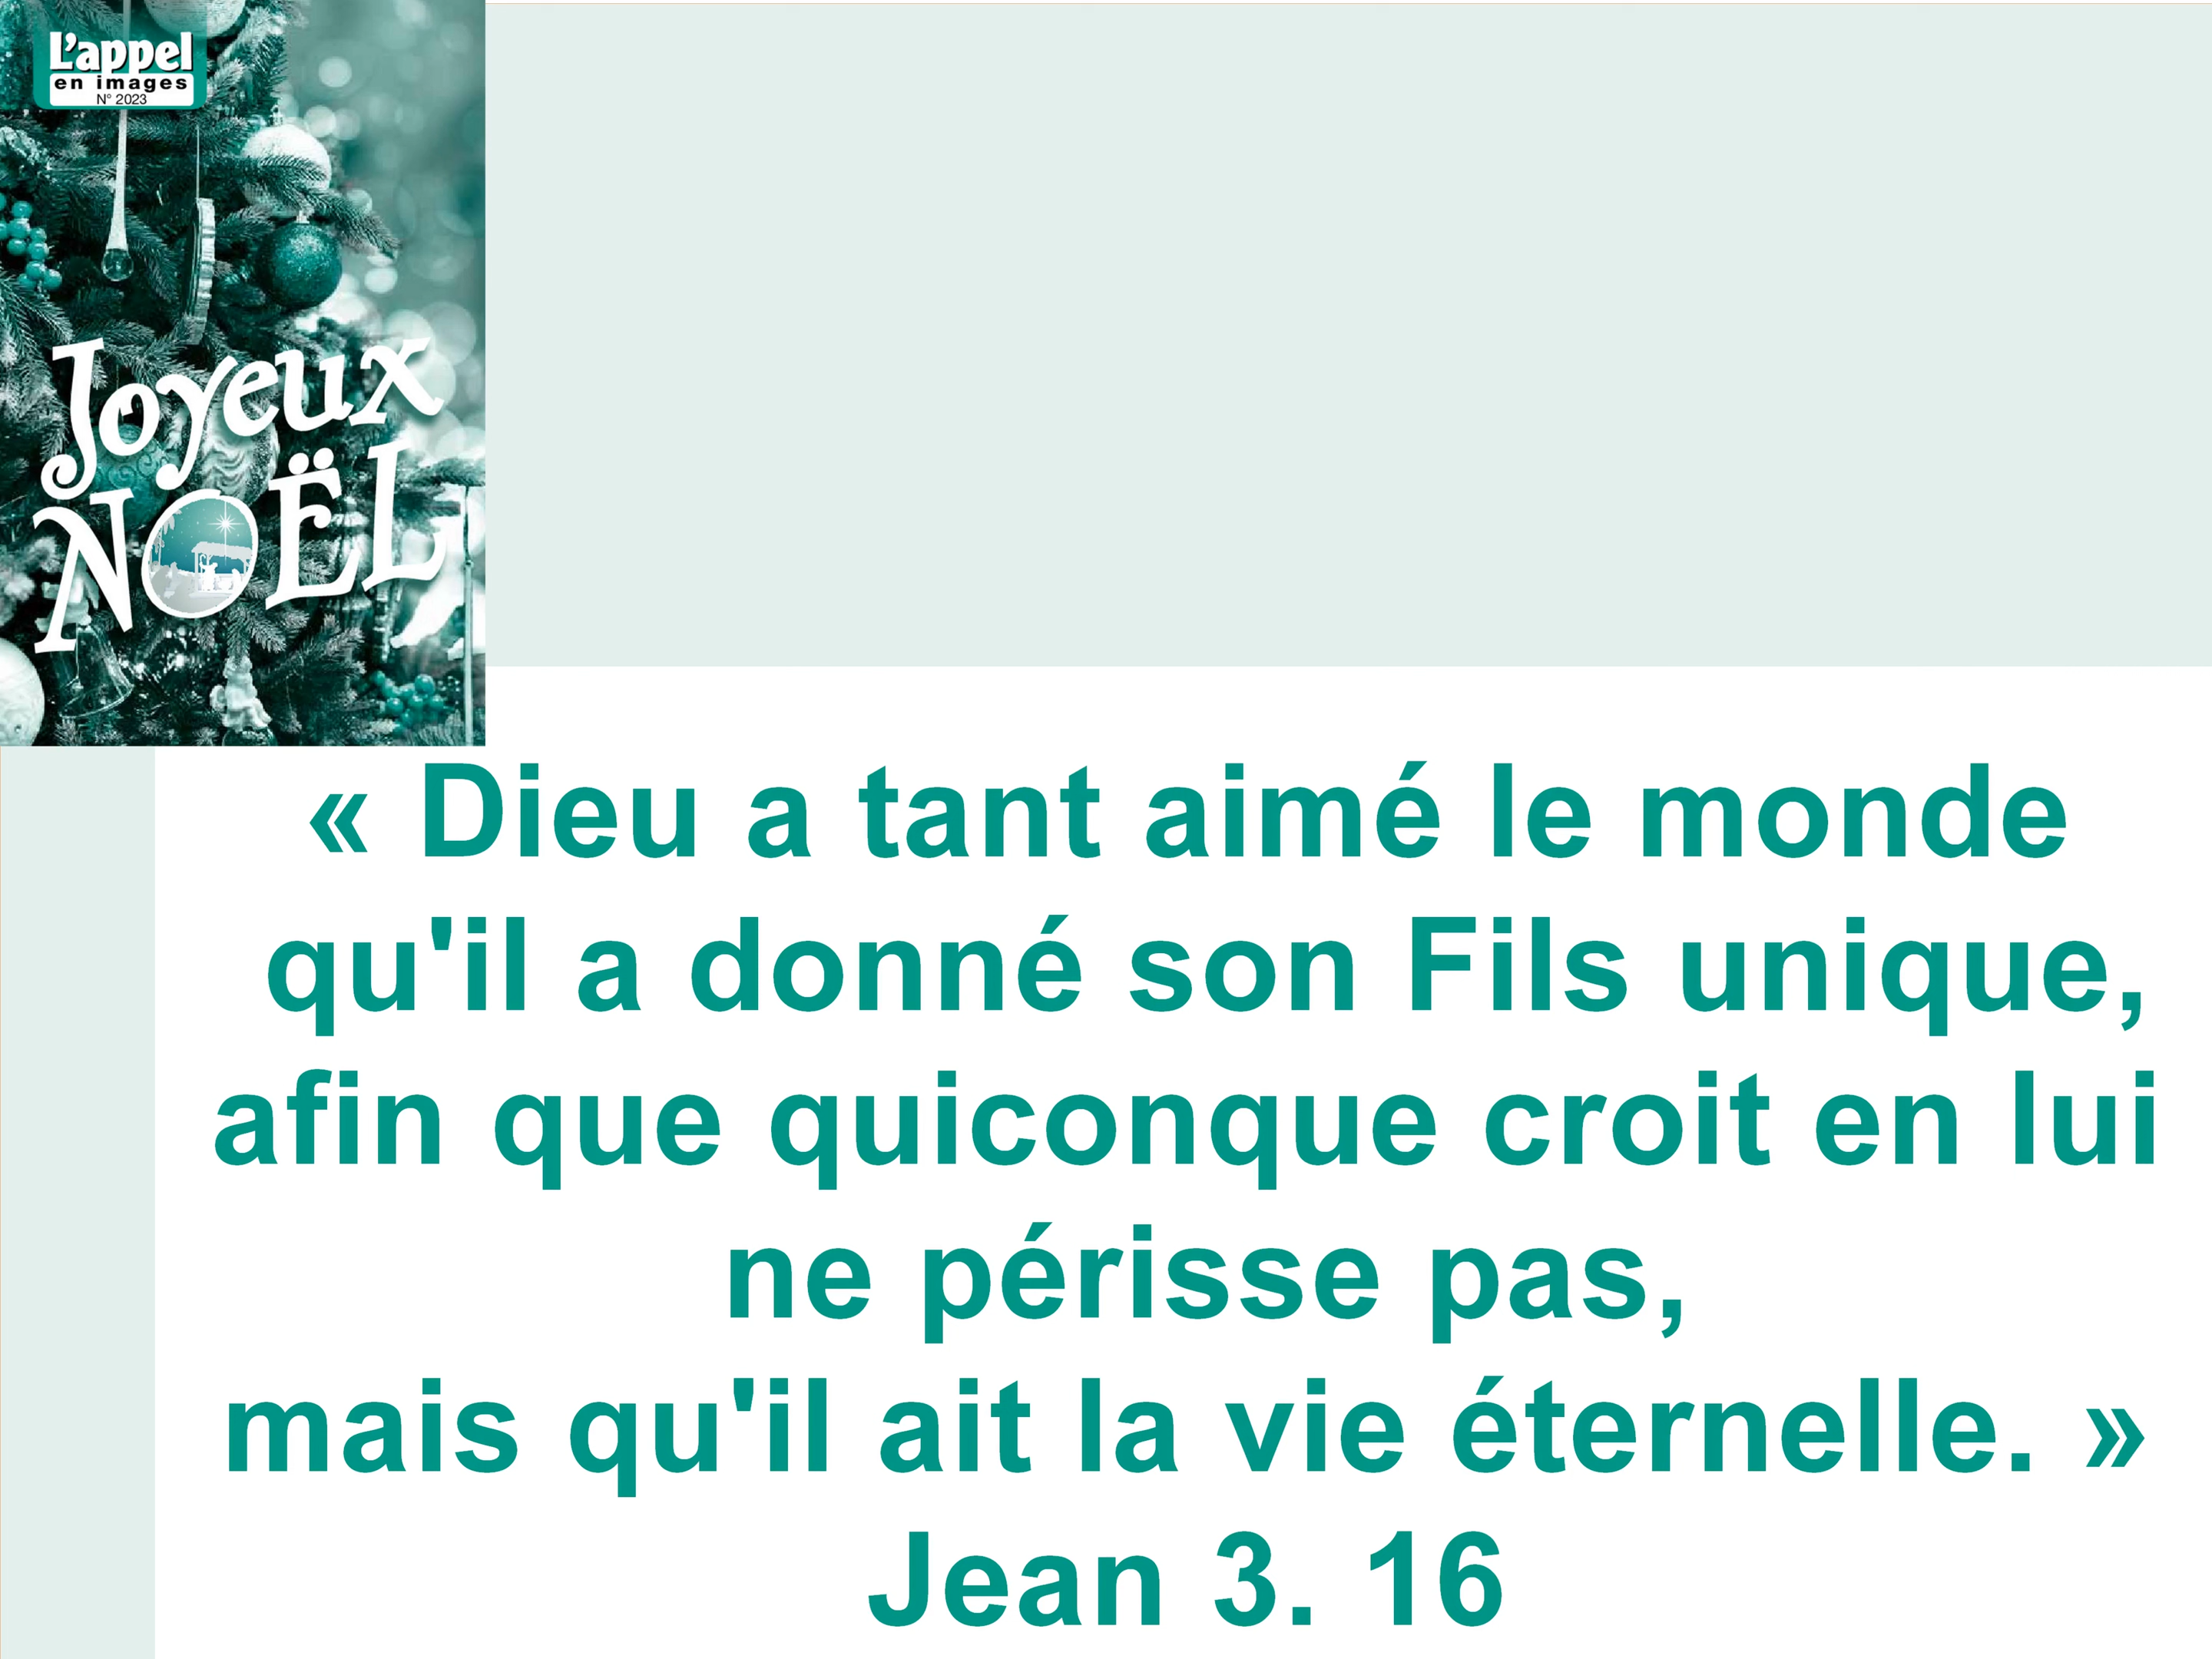 L'appel
en images
N° 2023
Joyeux
NOËL
« Dieu a tant aimé le monde
qu'il a donné son Fils unique,
afin que quiconque croit en lui
ne périsse pas,
mais qu'il ait la vie éternelle. »
Jean 3. 16